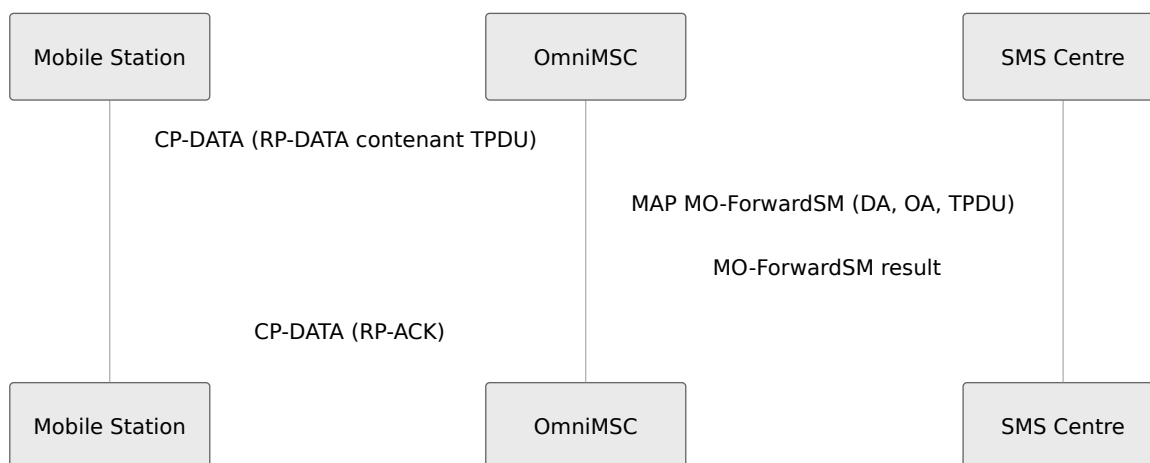 Mobile Station
OmniMSC
SMS Centre
CP-DATA (RP-DATA contenant TPDU)
MAP MO-ForwardSM (DA, OA, TPDU)
MO-ForwardSM result
CP-DATA (RP-ACK)
Mobile Station
OmniMSC
SMS Centre